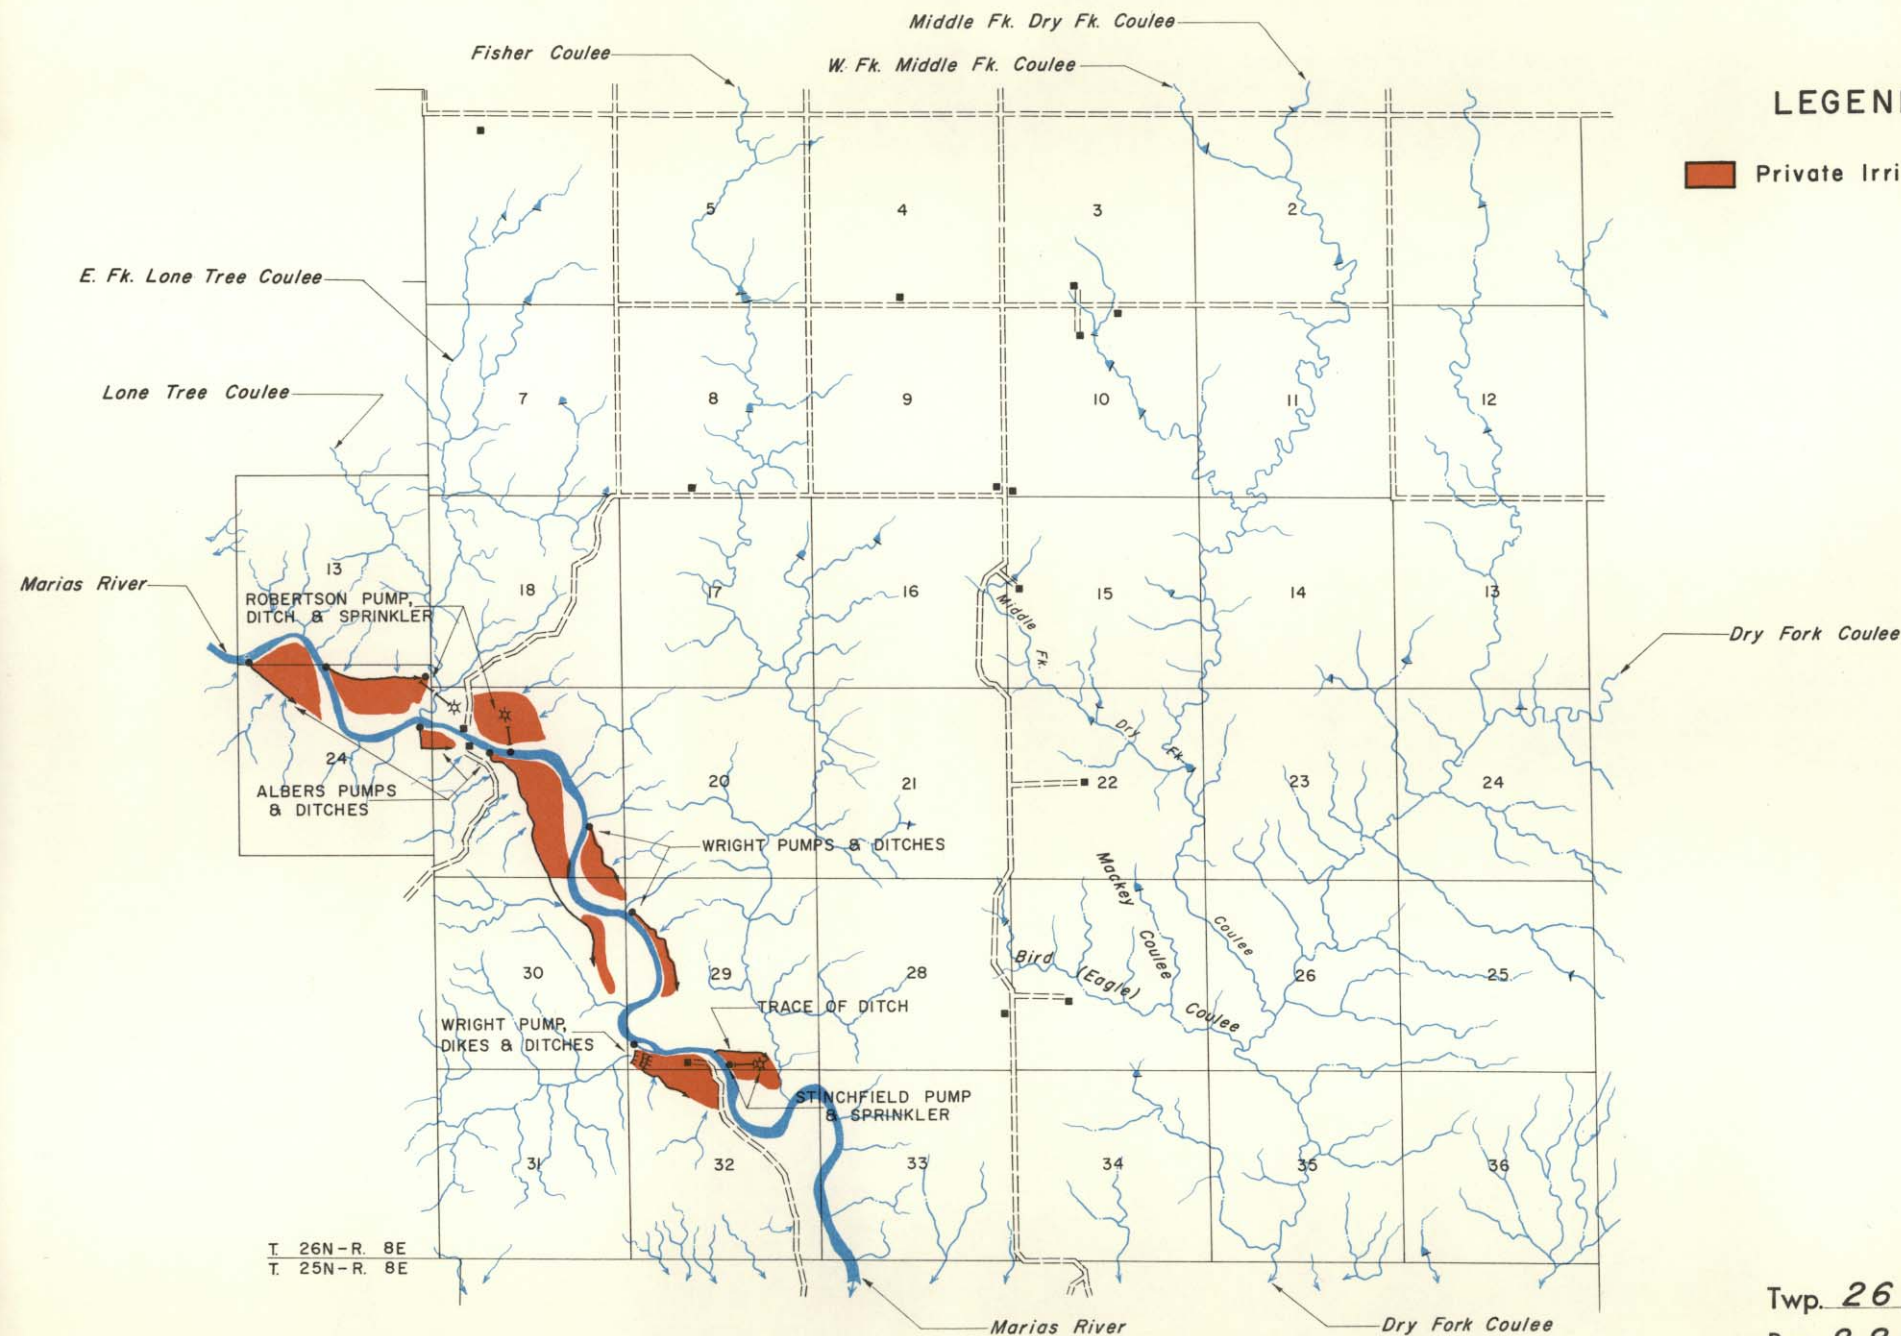 Middle Fk. Dry Fk. Coulee
Fisher Coulee
W. Fk. Middle Fk. Coulee
LEGEN
Private Irri
5
4
3
2
E. Fk. Lone Tree Coulee
Lone Tree Coulee
7
8
9
10
11
12
13
18
17
16
15
14
13
Marias River
ROBERTSON PUMP,
DITCH & SPRINKLER
Middle
Fk.
Dry
Fk.
Dry Fork Coulee
24
20
21
22
23
24
ALBERS PUMPS
& DITCHES
WRIGHT PUMPS & DITCHES
Mackey
Coulee
Coulee
Bird
(Eagle)
Coulee
30
29
28
26
25
TRACE OF DITCH
WRIGHT PUMP,
DIKES & DITCHES
STINCHFIELD PUMP
& SPRINKLER
31
32
33
34
35
36
T. 26N-R. 8E
T. 25N-R. 8E
Twp. 26
Marias River
Dry Fork Coulee